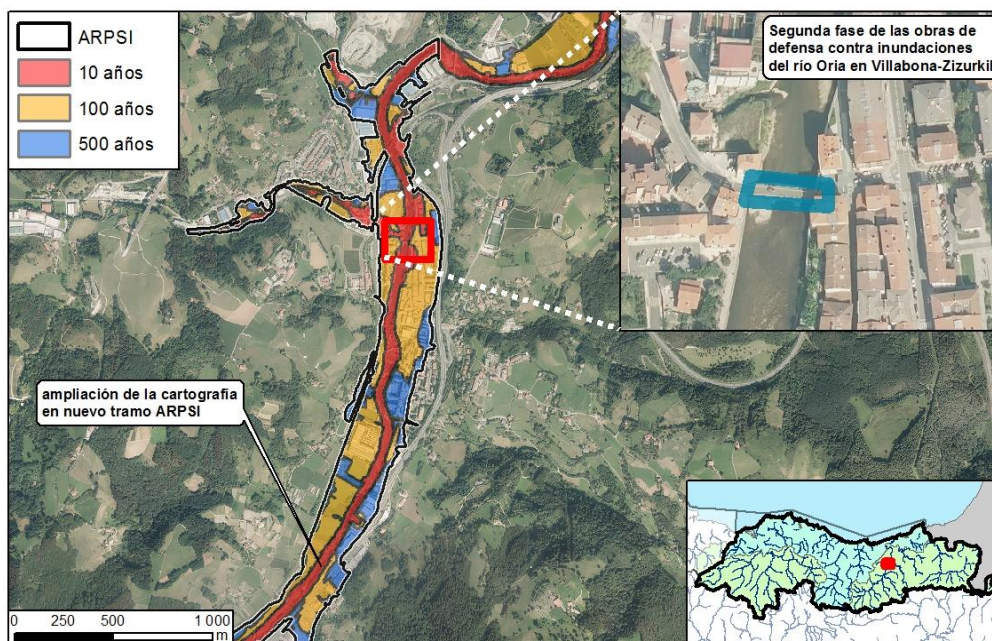 ARPSI
10 años
100 años
500 años
Segunda fase de las obras de
defensa contra inundaciones
del río Oria en Villabona-Zizurkil
ampliación de la cartografía
en nuevo tramo ARPSI
0 250 500 1 000
m